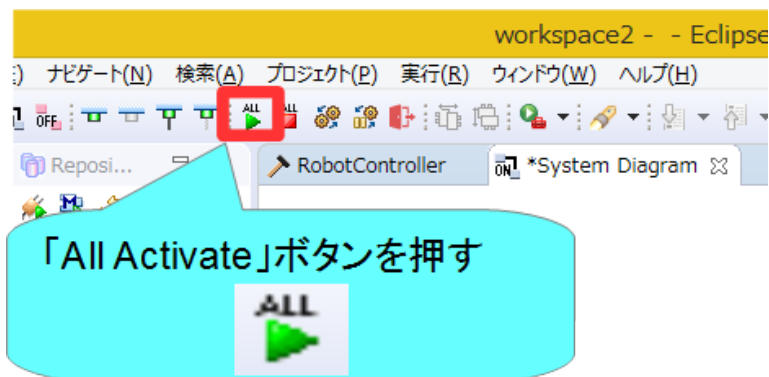 workspace2 - - Eclipse
ナビゲート(N) 検索(A) プロジェクト(P) 実行(R) ウィンドウ(W) ヘルプ(H)
OFF ALL ALL
Reposi... RobotController ON *System Diagram
「All Activate」ボタンを押す
ALL